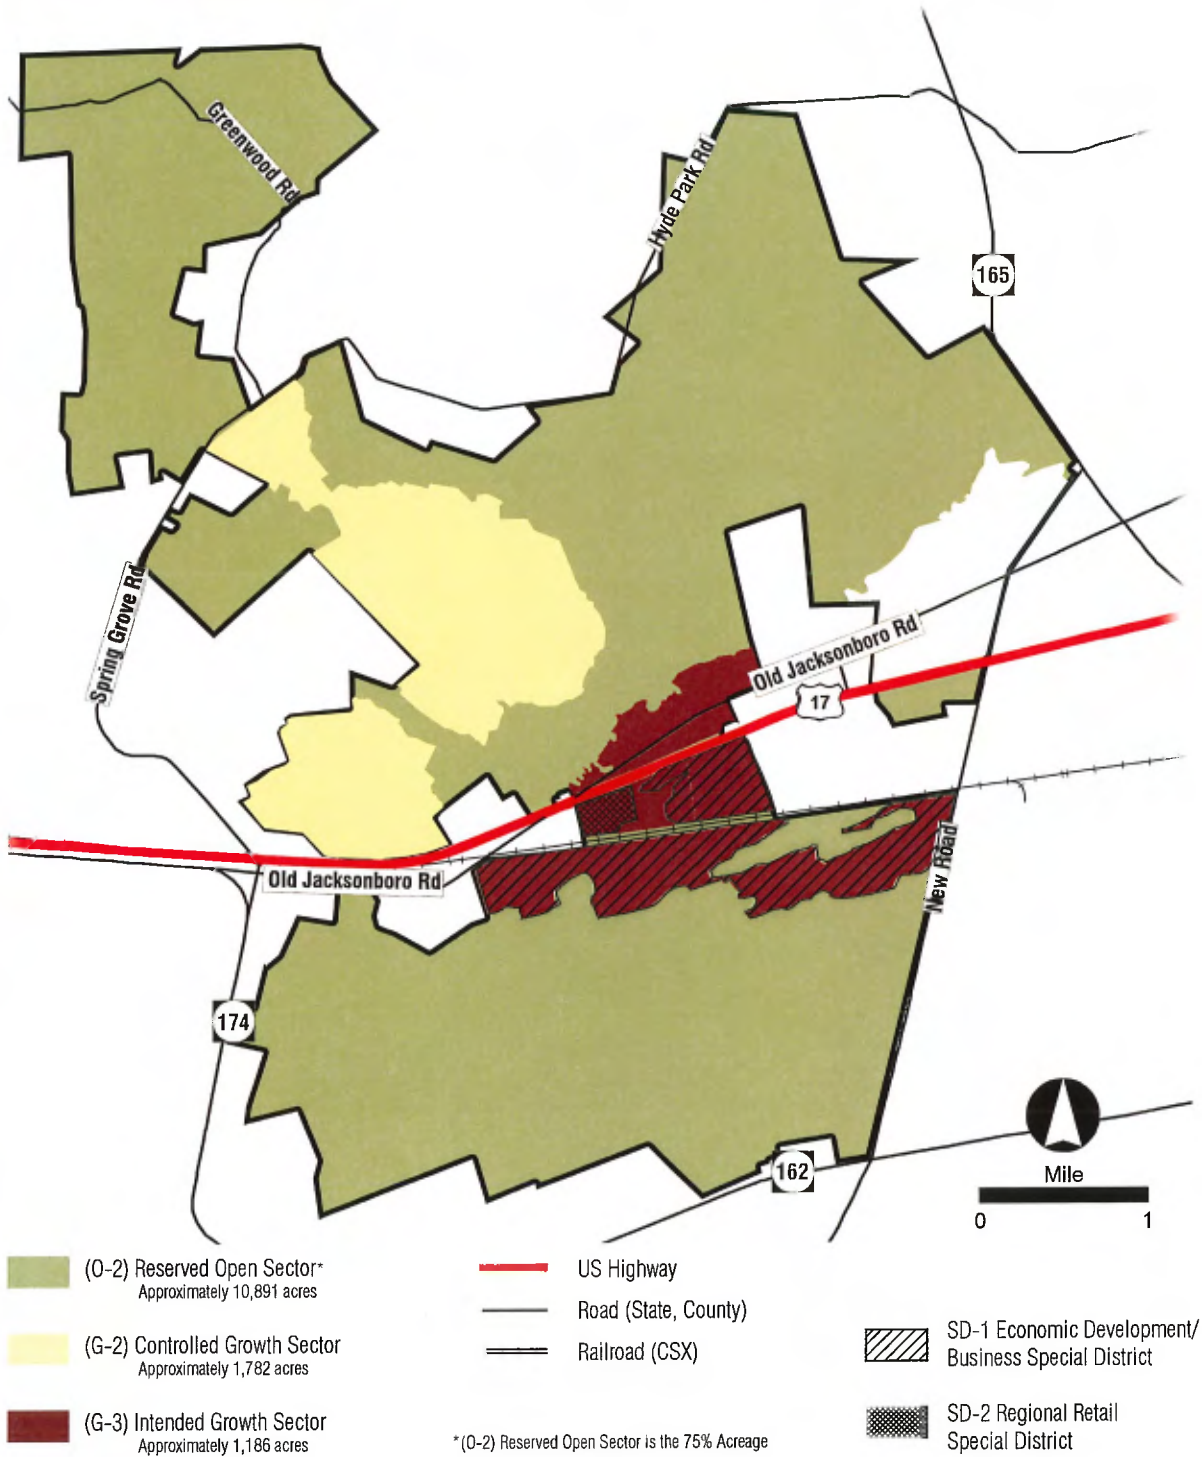 Greenwood Rd
Hyde Park Rd
165
Spring Grove Rd
Old Jacksonboro Rd
17
Old Jacksonboro Rd
New Road
174
162
Mile
0 1
(O-2) Reserved Open Sector*
Approximately 10,891 acres
(G-2) Controlled Growth Sector
Approximately 1,782 acres
(G-3) Intended Growth Sector
Approximately 1,186 acres
US Highway
Road (State, County)
Railroad (CSX)
*(O-2) Reserved Open Sector is the 75% Acreage
SD-1 Economic Development/
Business Special District
SD-2 Regional Retail
Special District